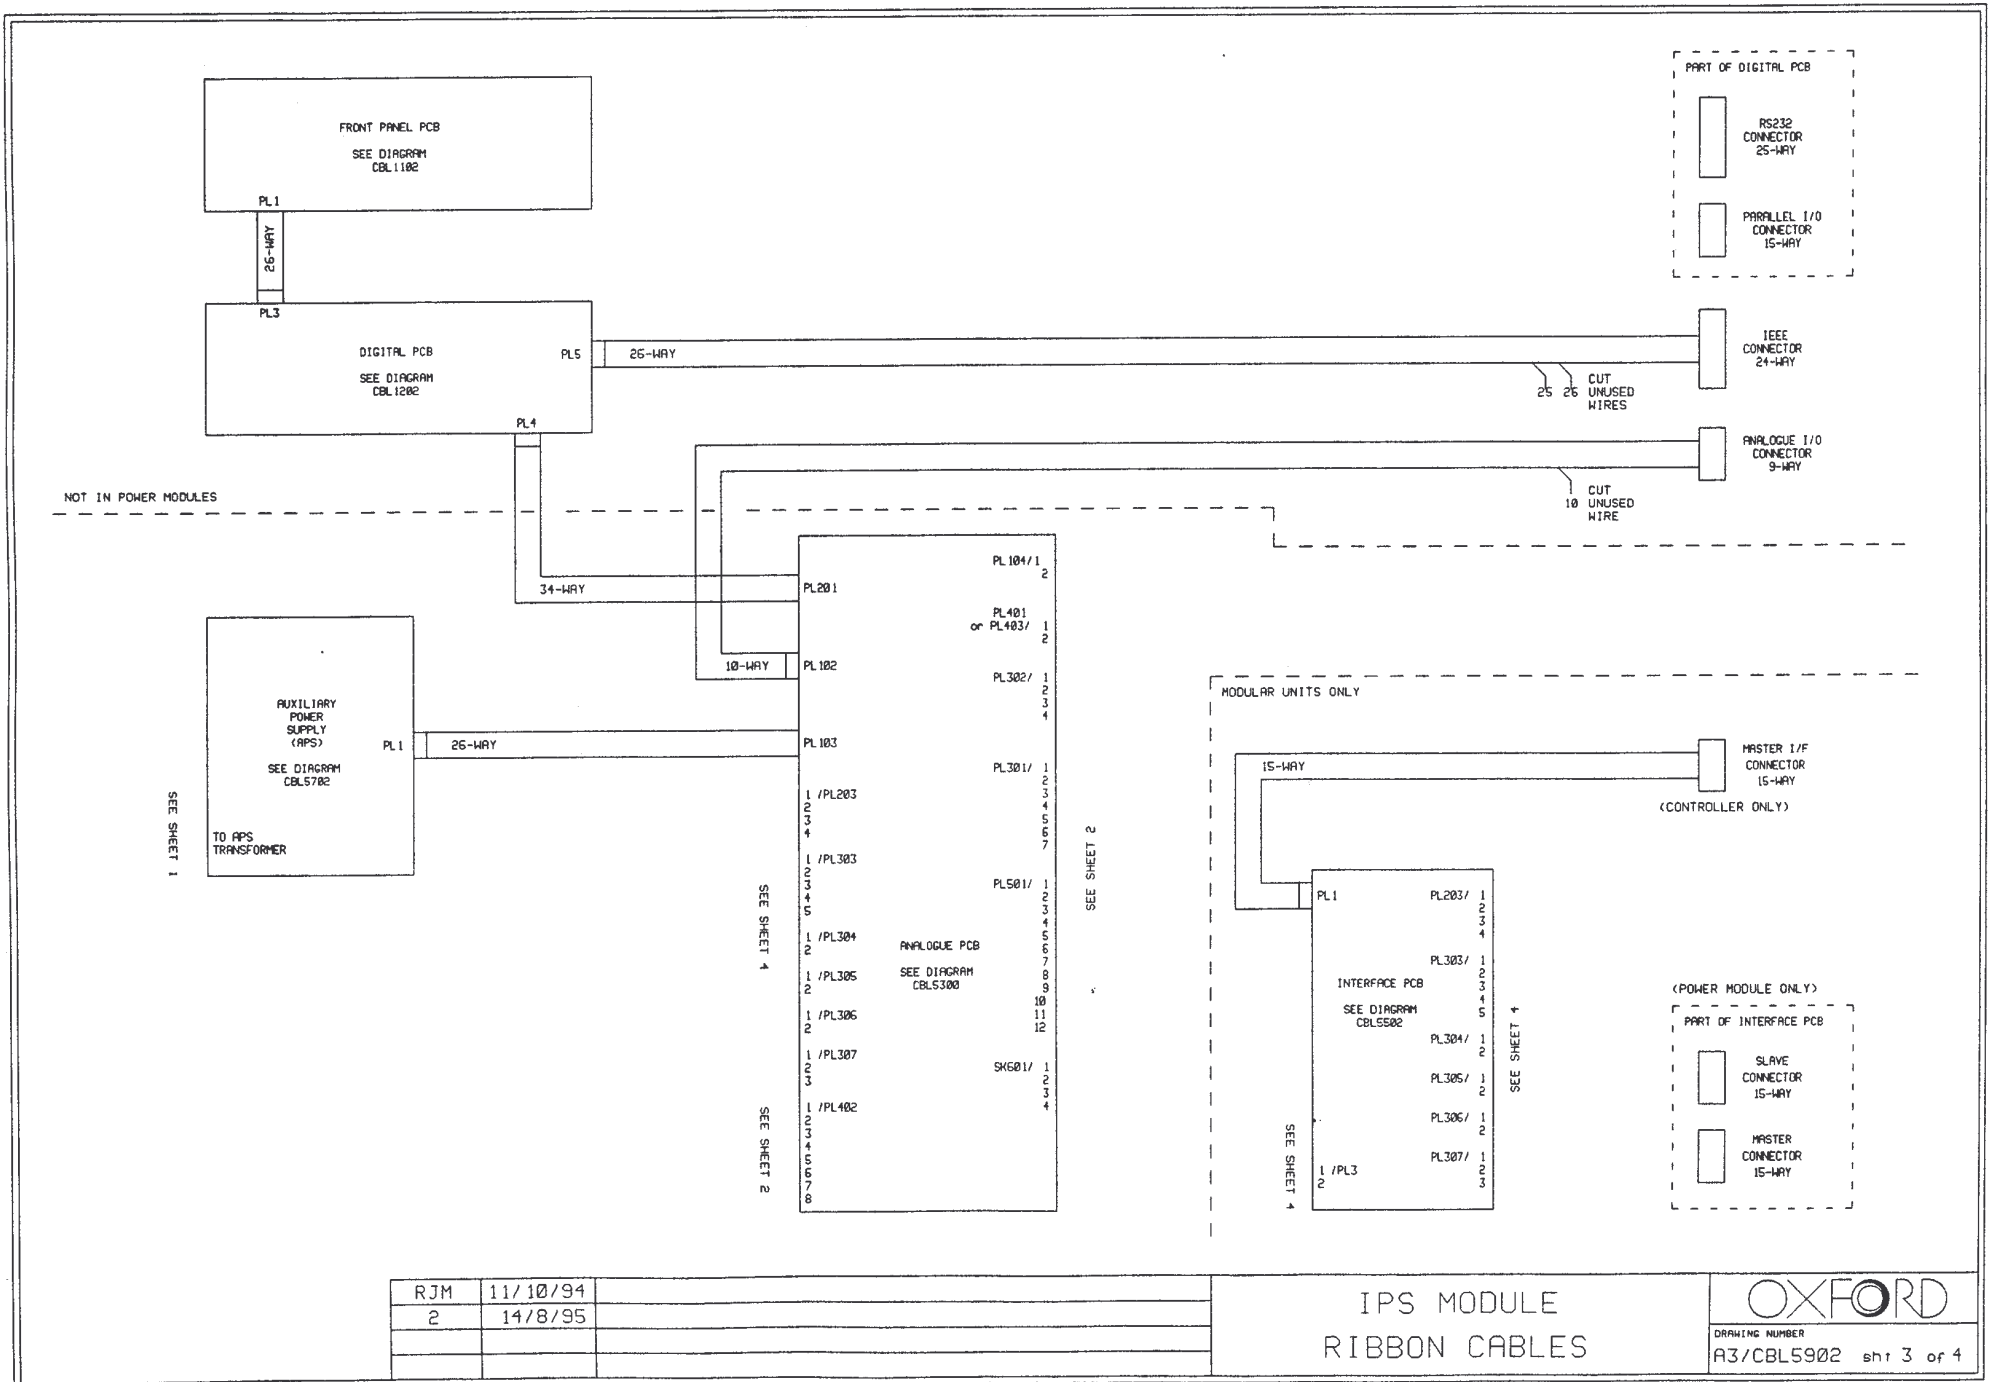 PART OF DIGITAL PCB
FRONT PANEL PCB
SEE DIAGRAM
CBL1102
PL1
RS232
CONNECTOR
25-WAY
PARALLEL I/O
CONNECTOR
15-WAY
26-WAY
PL3
DIGITAL PCB
SEE DIAGRAM
CBL1202
PL5
26-WAY
PL4
IEEE
CONNECTOR
24-WAY
25 26 CUT
UNUSED
WIRES
ANALOGUE I/O
CONNECTOR
9-WAY
10 CUT
UNUSED
WIRE
NOT IN POWER MODULES
34-WAY
PL201
10-WAY
PL102
AUXILIARY
POWER
SUPPLY
(APS)
SEE DIAGRAM
CBL5702
PL1
26-WAY
PL103
TO APS
TRANSFORMER
SEE SHEET 1
1 /PL203
2
3
4
1 /PL303
2
3
4
5
1 /PL304
2
1 /PL305
2
1 /PL306
2
1 /PL307
2
3
1 /PL402
2
3
4
5
6
7
8
SEE SHEET 4
SEE SHEET 2
ANALOGUE PCB
SEE DIAGRAM
CBL5300
PL104/1
2
PL401
or PL403/ 1
2
PL302/ 1
2
3
4
PL301/ 1
2
3
4
5
6
7
PL501/ 1
2
3
4
5
6
7
8
9
10
11
12
SK601/ 1
2
3
4
SEE SHEET 2
MODULAR UNITS ONLY
15-WAY
MASTER I/F
CONNECTOR
15-WAY
(CONTROLLER ONLY)
PL1
INTERFACE PCB
SEE DIAGRAM
CBL5502
PL203/ 1
2
3
4
PL303/ 1
2
3
4
5
PL304/ 1
2
PL305/ 1
2
PL306/ 1
2
PL307/ 1
2
3
1 /PL3
2
SEE SHEET 4
SEE SHEET 4
(POWER MODULE ONLY)
PART OF INTERFACE PCB
SLAVE
CONNECTOR
15-WAY
MASTER
CONNECTOR
15-WAY
RJM 11/10/94
2 14/8/95
IPS MODULE
RIBBON CABLES
OXFORD
DRAWING NUMBER
A3/CBL5902 sht 3 of 4